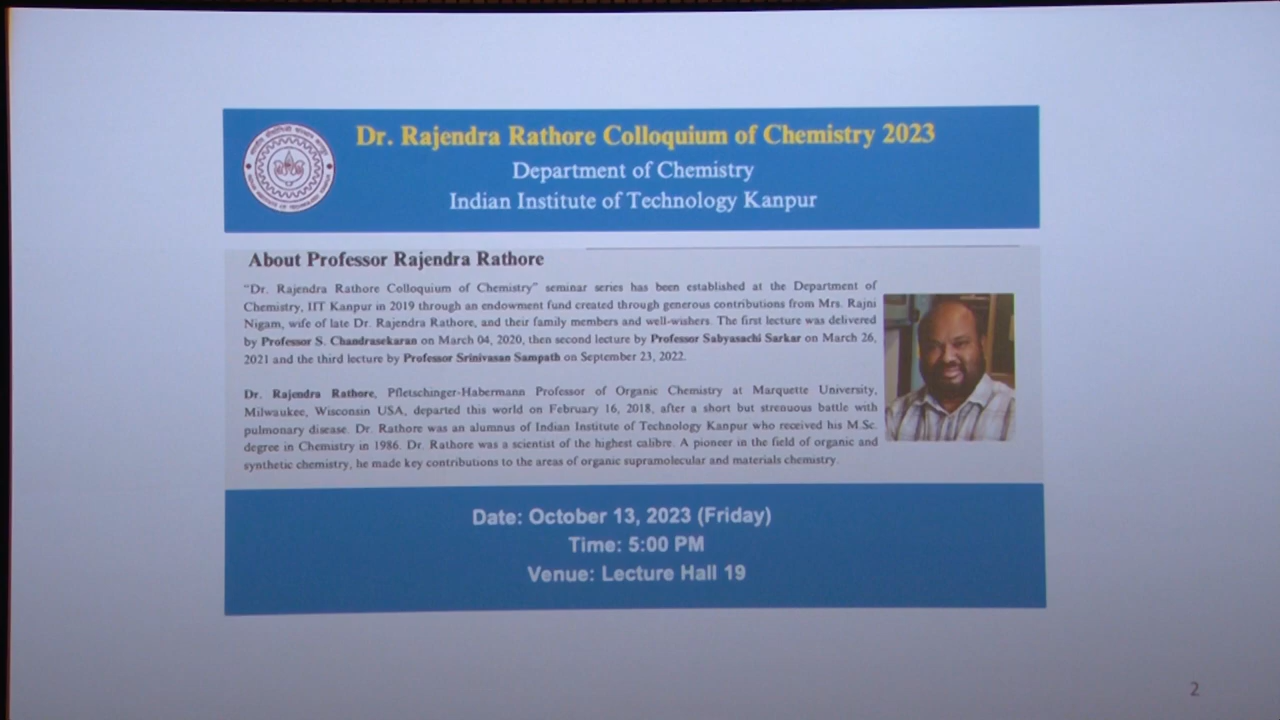 Dr. Rajendra Rathore Colloquium of Chemistry 2023
Department of Chemistry
Indian Institute of Technology Kanpur
About Professor Rajendra Rathore
"Dr. Rajendra Rathore Colloquium of Chemistry" seminar series has been established at the Department of
Chemistry, IIT Kanpur in 2019 through an endowment fund created through generous contributions from Mrs. Rajni
Nigam, wife of late Dr. Rajendra Rathore, and their family members and well-wishers. The first lecture was delivered
by Professor S. Chandrasekaran on March 04, 2020, then second lecture by Professor Sabyasachi Sarkar on March 26,
2021 and the third lecture by Professor Srinivasan Sampath on September 23, 2022.
Dr. Rajendra Rathore, Pfletschinger-Habermann Professor of Organic Chemistry at Marquette University,
Milwaukee, Wisconsin USA, departed this world on February 16, 2018, after a short but strenuous battle with
pulmonary disease. Dr. Rathore was an alumnus of Indian Institute of Technology Kanpur who received his M.Sc.
degree in Chemistry in 1986. Dr. Rathore was a scientist of the highest calibre. A pioneer in the field of organic and
synthetic chemistry, he made key contributions to the areas of organic supramolecular and materials chemistry.
Date: October 13, 2023 (Friday)
Time: 5:00 PM
Venue: Lecture Hall 19
2